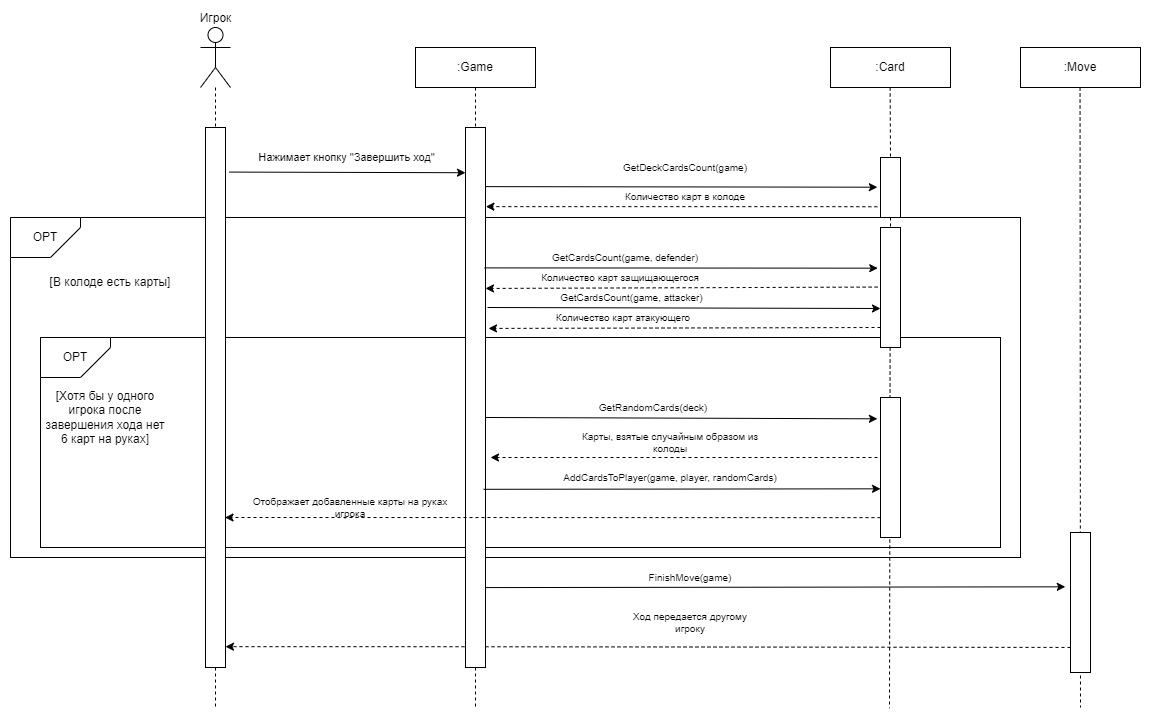 Игрок
:Game
:Card
:Move
Нажимает кнопку "Завершить ход"
GetDeckCardsCount(game)
Количество карт в колоде
OPT
[В колоде есть карты]
GetCardsCount(game, defender)
Количество карт защищающегося
GetCardsCount(game, attacker)
Количество карт атакующего
OPT
[Хотя бы у одного
игрока после
завершения хода нет
6 карт на руках]
GetRandomCards(deck)
Карты, взятые случайным образом из
колоды
AddCardsToPlayer(game, player, randomCards)
Отображает добавленные карты на руках
игрока
FinishMove(game)
Ход передается другому
игроку